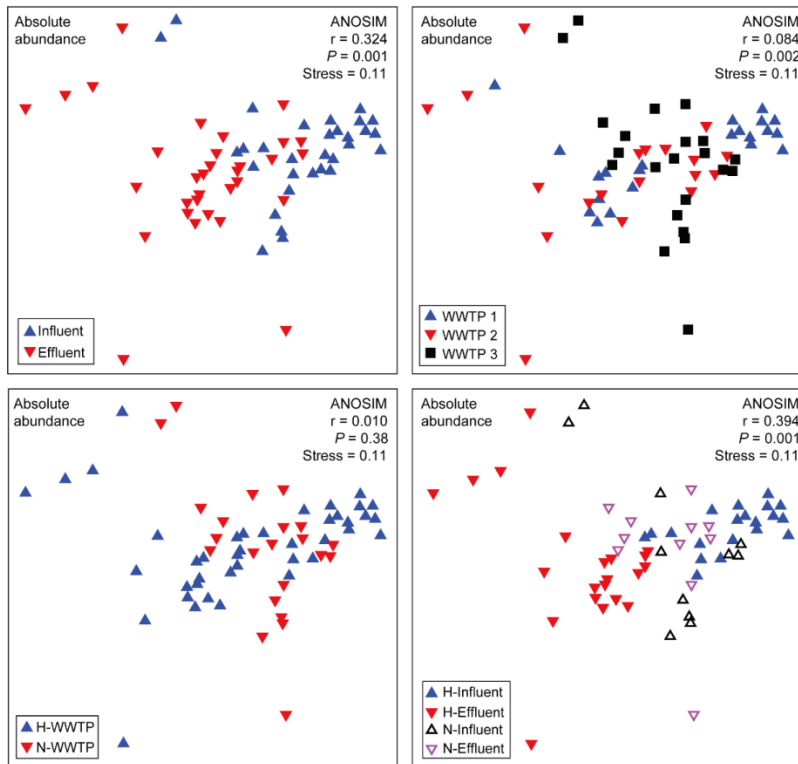 Absolute
abundance
ANOSIM
r = 0.324
P = 0.001
Stress = 0.11
Influent
Effluent
Absolute
abundance
ANOSIM
r = 0.084
P = 0.002
Stress = 0.11
WWTP 1
WWTP 2
WWTP 3
Absolute
abundance
ANOSIM
r = 0.010
P = 0.38
Stress = 0.11
H-WWTP
N-WWTP
Absolute
abundance
ANOSIM
r = 0.394
P = 0.001
Stress = 0.11
H-Influent
H-Effluent
N-Influent
N-Effluent